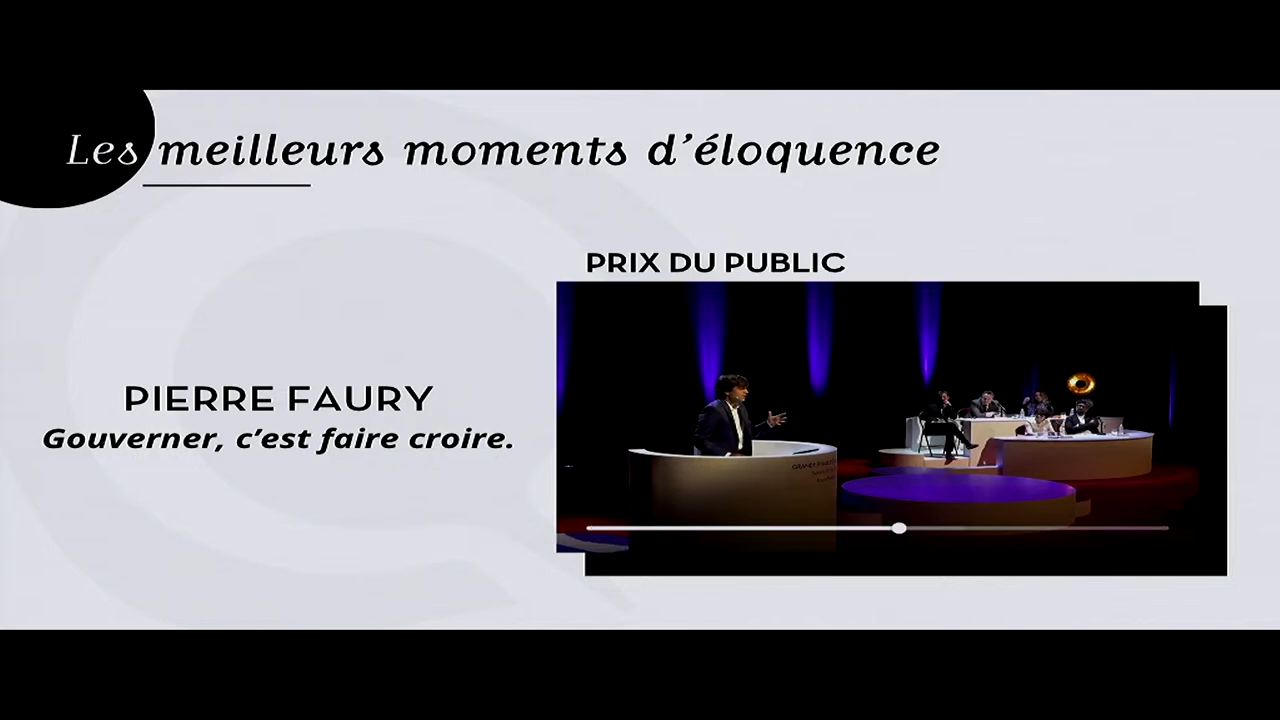 Les meilleurs moments d'éloquence
PRIX DU PUBLIC
PIERRE FAURY
Gouverner, c'est faire croire.